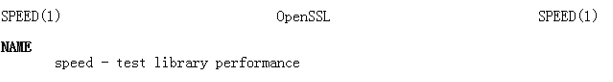 SPEED(1) OpenSSL SPEED(1)
NAME
speed - test library performance